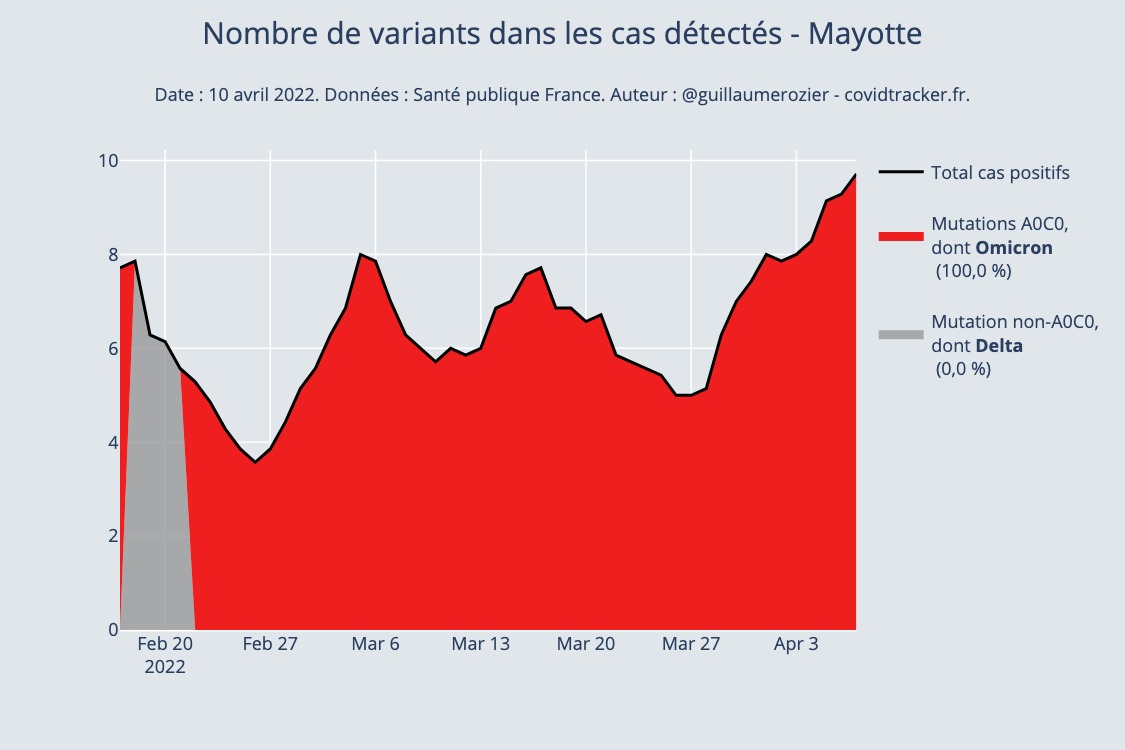 Nombre de variants dans les cas détectés - Mayotte
Date : 10 avril 2022. Données : Santé publique France. Auteur : @guillaumerozier - covidtracker.fr.
10
8
6
4
2
0
Feb 20
2022
Feb 27
Mar 6
Mar 13
Mar 20
Mar 27
Apr 3
Total cas positifs
Mutations A0C0,
dont Omicron
(100,0 %)
Mutation non-A0C0,
dont Delta
(0,0 %)